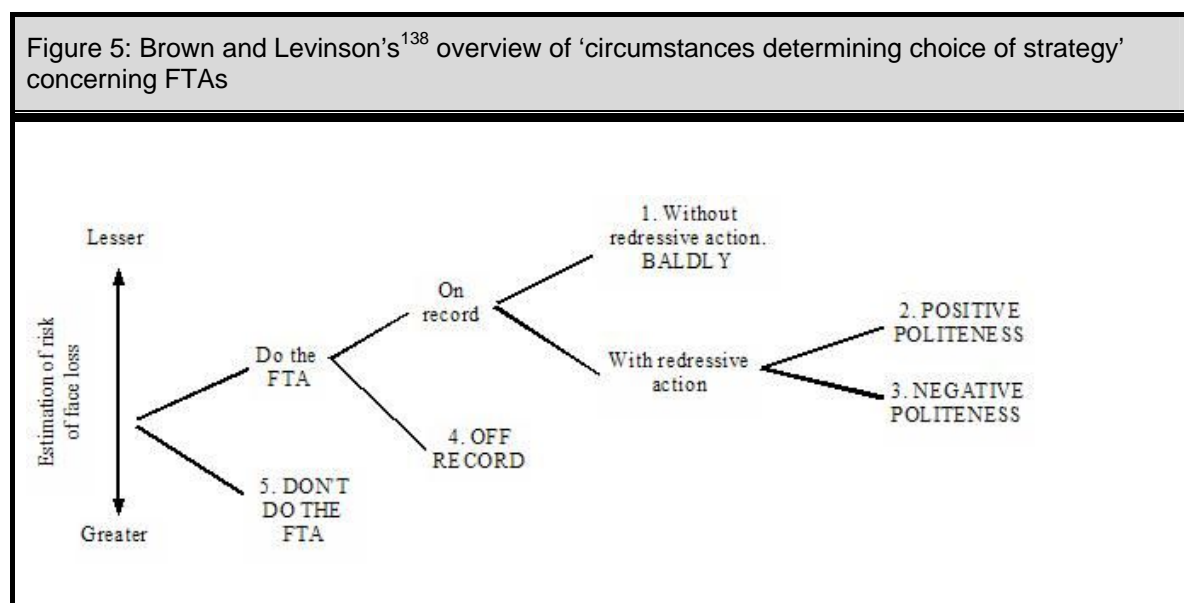 Figure 5: Brown and Levinson's138 overview of 'circumstances determining choice of strategy'
concerning FTAs
Lesser
Estimation of risk
of face loss
Greater
Do the
FTA
5. DON'T
DO THE
FTA
On
record
4. OFF
RECORD
1. Without
redressive action.
BALDLY
With redressive
action
2. POSITIVE
POLITENESS
3. NEGATIVE
POLITENESS